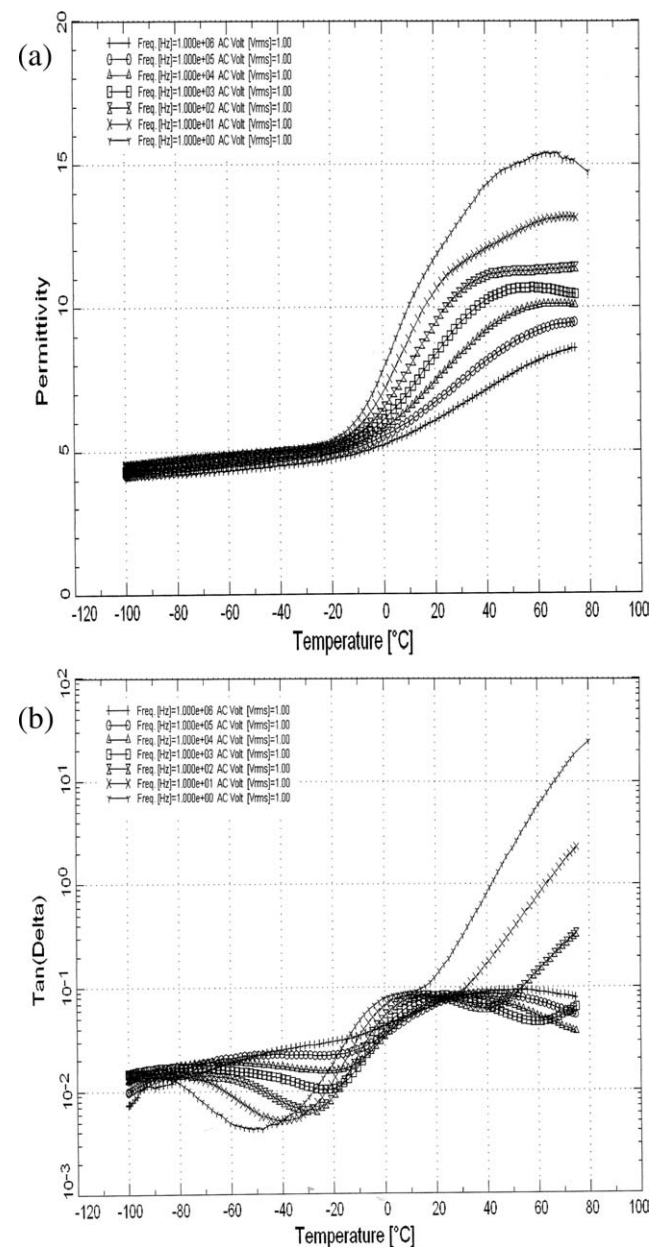 (a)
20
15
10
5
0
Permittivity
Freq. [Hz]=1.000e+06 AC Volt [Vrms]=1.00
Freq. [Hz]=1.000e+05 AC Volt [Vrms]=1.00
Freq. [Hz]=1.000e+04 AC Volt [Vrms]=1.00
Freq. [Hz]=1.000e+03 AC Volt [Vrms]=1.00
Freq. [Hz]=1.000e+02 AC Volt [Vrms]=1.00
Freq. [Hz]=1.000e+01 AC Volt [Vrms]=1.00
Freq. [Hz]=1.000e+00 AC Volt [Vrms]=1.00
-120 -100 -80 -60 -40 -20 0 20 40 60 80 100
Temperature [°C]
(b)
10²
10¹
10⁰
10⁻¹
10⁻²
10⁻³
Tan(Delta)
Freq. [Hz]=1.000e+06 AC Volt [Vrms]=1.00
Freq. [Hz]=1.000e+05 AC Volt [Vrms]=1.00
Freq. [Hz]=1.000e+04 AC Volt [Vrms]=1.00
Freq. [Hz]=1.000e+03 AC Volt [Vrms]=1.00
Freq. [Hz]=1.000e+02 AC Volt [Vrms]=1.00
Freq. [Hz]=1.000e+01 AC Volt [Vrms]=1.00
Freq. [Hz]=1.000e+00 AC Volt [Vrms]=1.00
-120 -100 -80 -60 -40 -20 0 20 40 60 80 100
Temperature [°C]